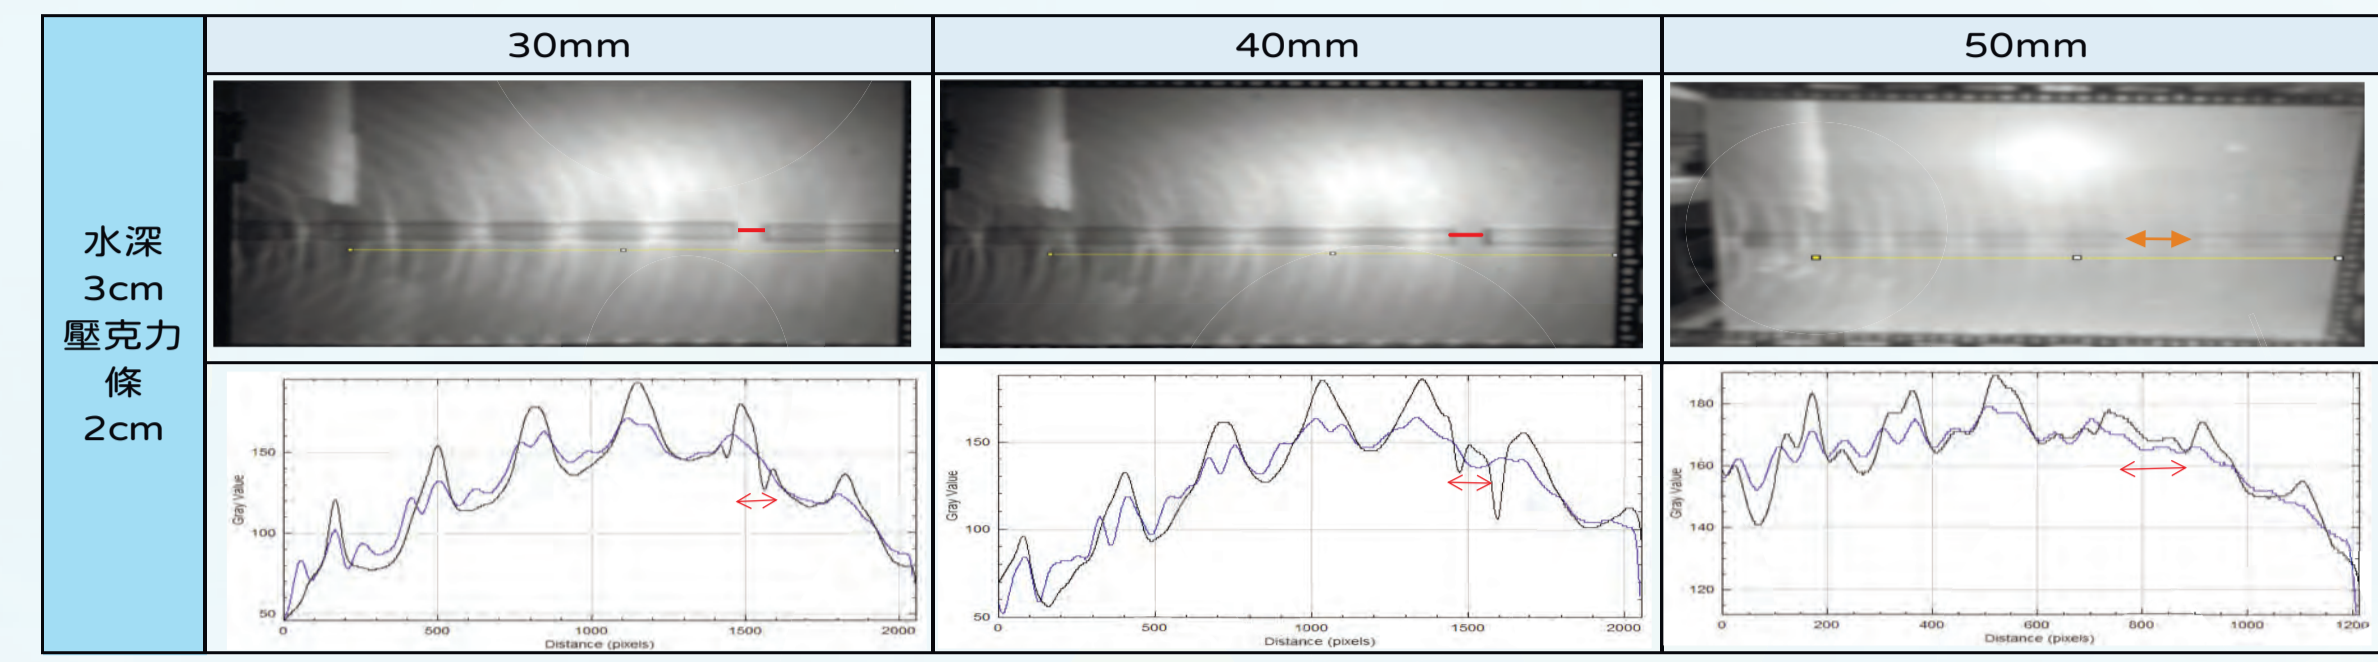 30mm
40mm
50mm
水深
3cm
壓克力
條
2cm
Gray Value
150
100
50
0
500
1000
1500
2000
Distance (pixels)
Gray Value
150
100
50
0
500
1000
1500
2000
Distance (pixels)
Gray Value
180
160
140
120
0
200
400
600
800
1000
1200
Distance (pixels)